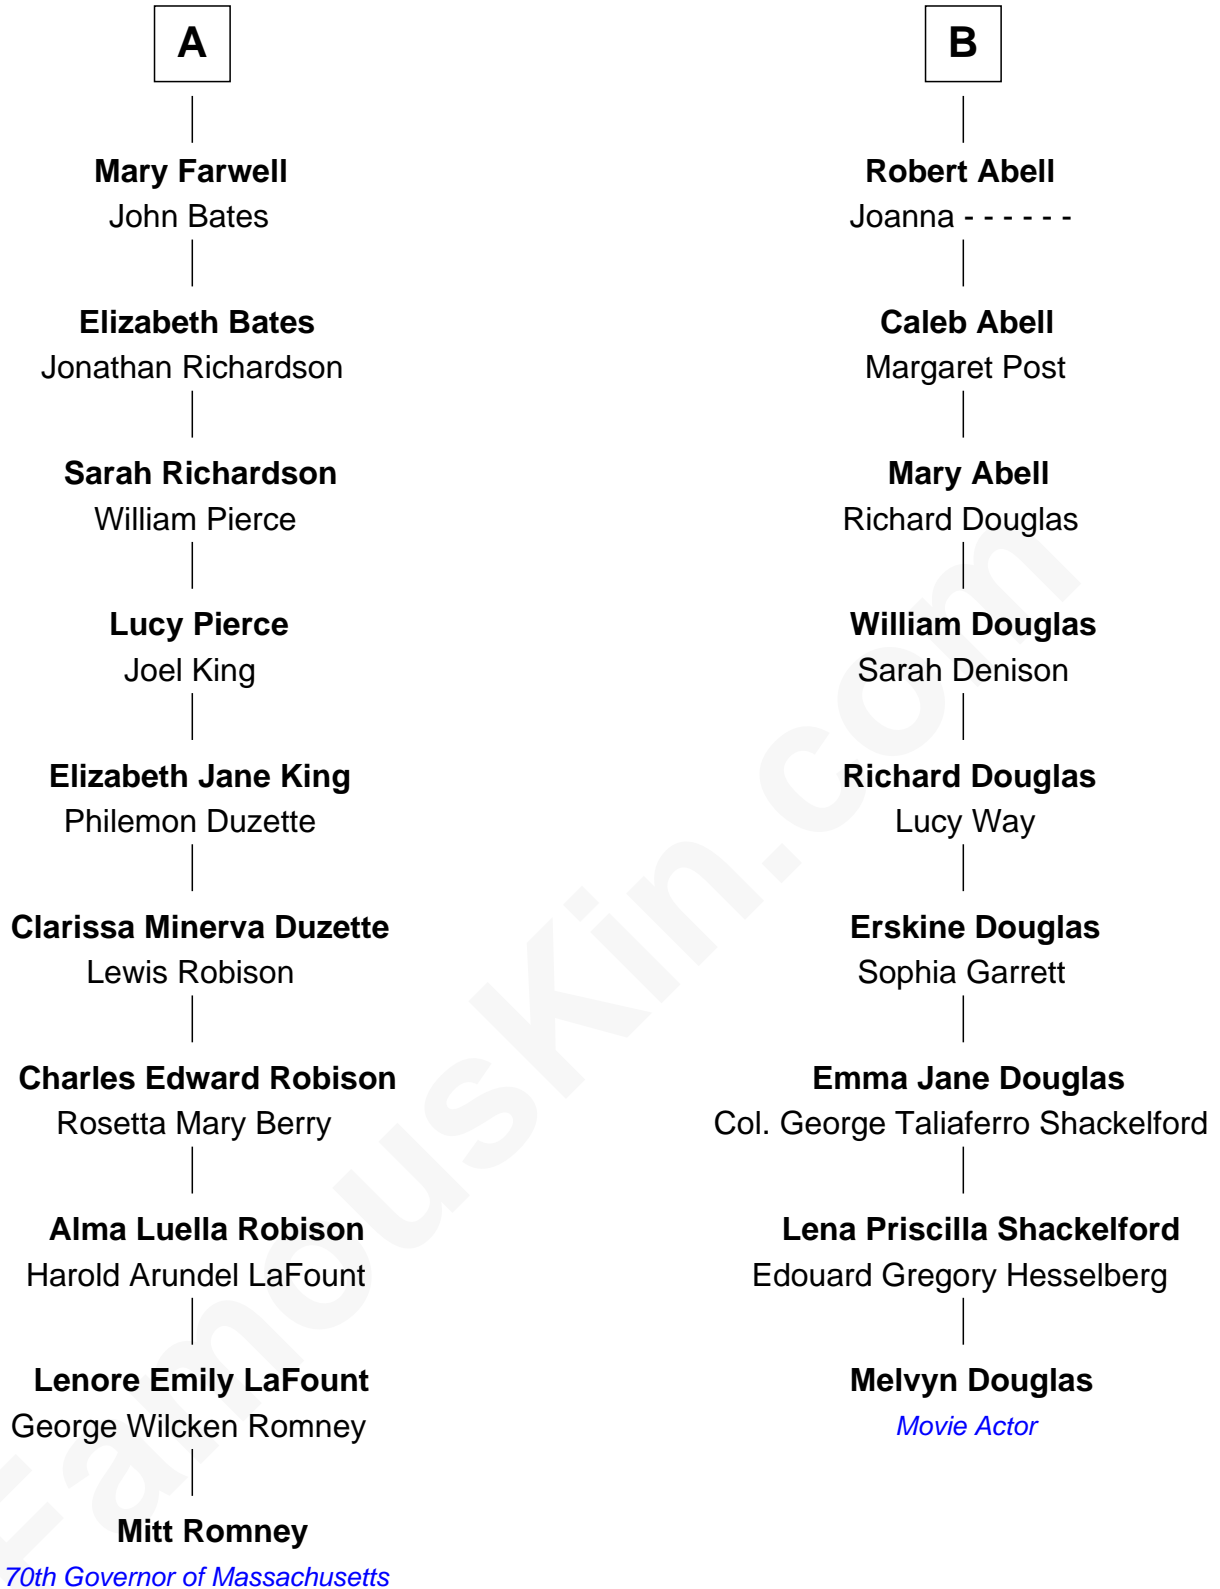 A
Mary Farwell
John Bates
Elizabeth Bates
Jonathan Richardson
Sarah Richardson
William Pierce
Lucy Pierce
Joel King
Elizabeth Jane King
Philemon Duzette
Clarissa Minerva Duzette
Lewis Robison
Charles Edward Robison
Rosetta Mary Berry
Alma Luella Robison
Harold Arundel LaFount
Lenore Emily LaFount
George Wilcken Romney
Mitt Romney
70th Governor of Massachusetts
B
Robert Abell
Joanna - - - - - -
Caleb Abell
Margaret Post
Mary Abell
Richard Douglas
William Douglas
Sarah Denison
Richard Douglas
Lucy Way
Erskine Douglas
Sophia Garrett
Emma Jane Douglas
Col. George Taliaferro Shackelford
Lena Priscilla Shackelford
Edouard Gregory Hesselberg
Melvyn Douglas
Movie Actor
FamousKin.com